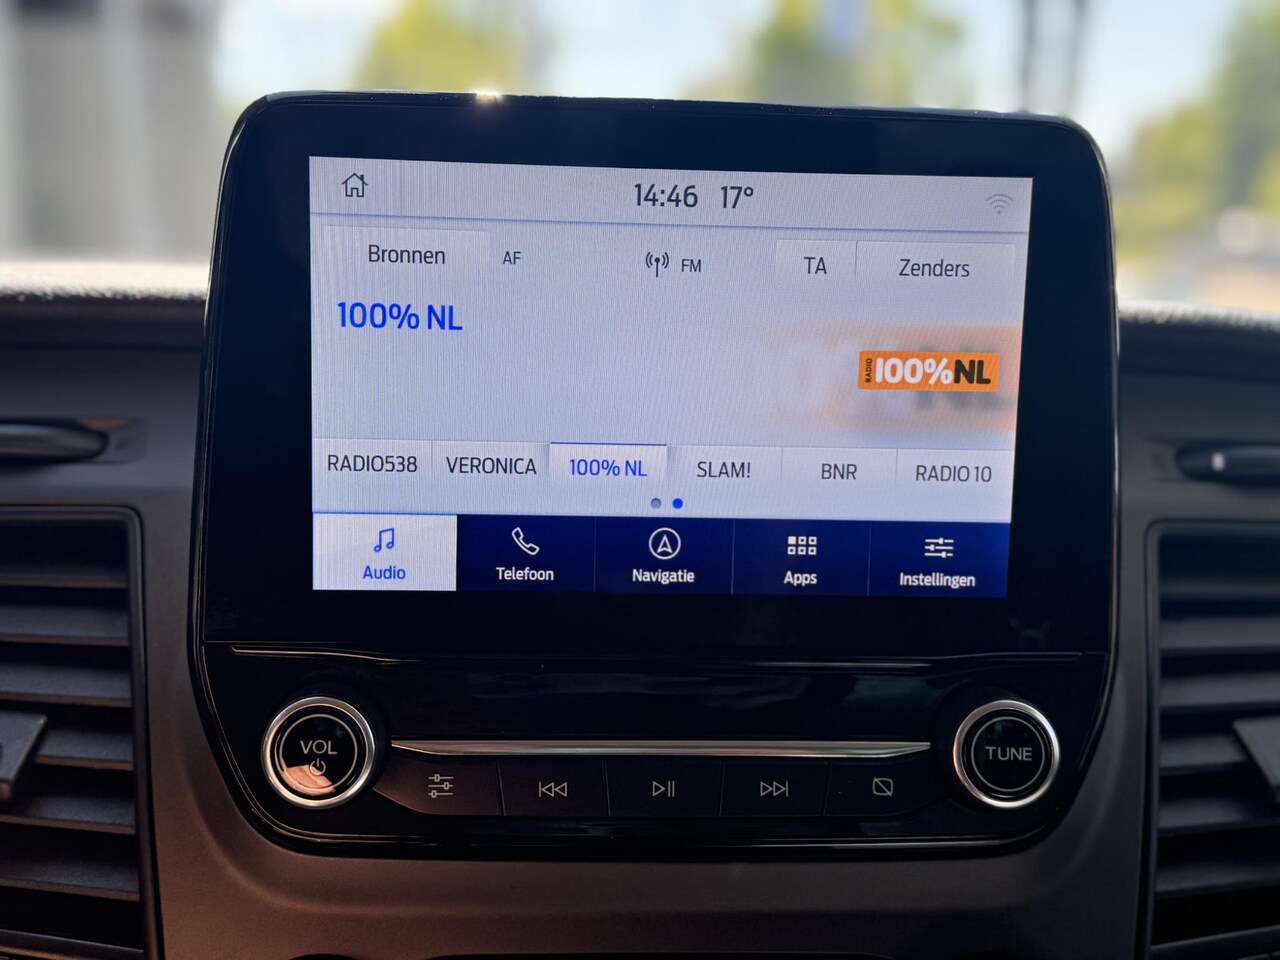 14:46 17°
Bronnen AF FM TA Zenders
100% NL
RADIO 100%NL
RADIO538 VERONICA 100% NL SLAM! BNR RADIO 10
Audio Telefoon Navigatie Apps Instellingen
VOL TUNE